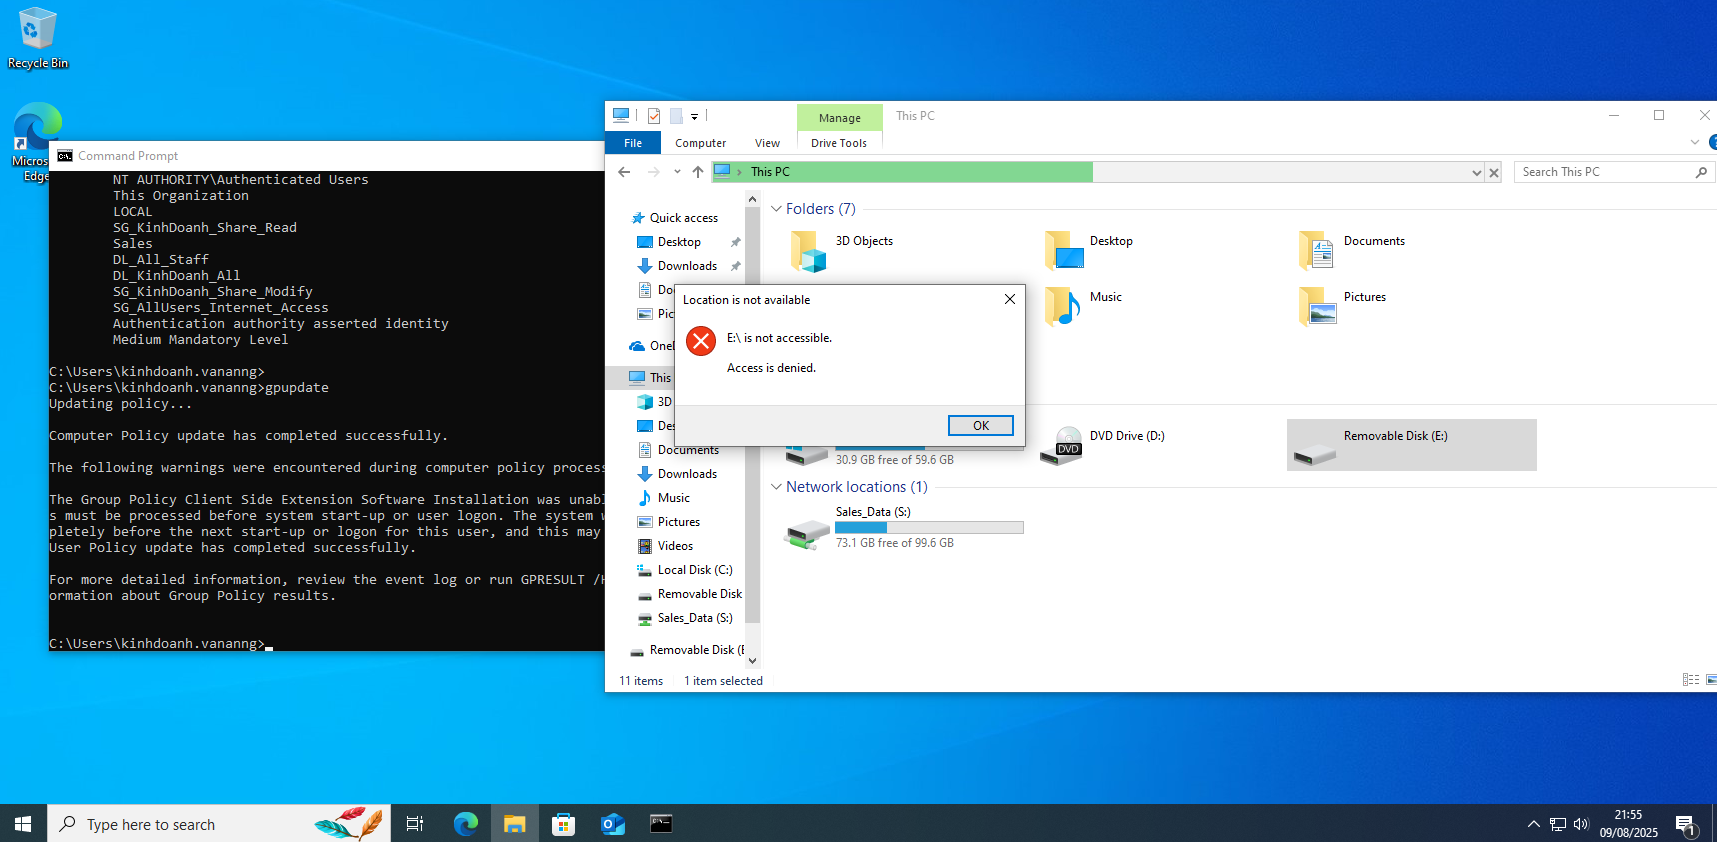 Recycle Bin
Micros
Edge
Command Prompt
NT AUTHORITY\Authenticated Users
This Organization
LOCAL
SG_KinhDoanh_Share_Read
Sales
DL_All_Staff
DL_KinhDoanh_All
SG_KinhDoanh_Share_Modify
SG_AllUsers_Internet_Access
Authentication authority asserted identity
Medium Mandatory Level
C:\Users\kinhdoanh.vananng>
C:\Users\kinhdoanh.vananng>gpupdate
Updating policy...
Computer Policy update has completed successfully.
The following warnings were encountered during computer policy process
The Group Policy Client Side Extension Software Installation was unabl
s must be processed before system start-up or user logon. The system w
pletely before the next start-up or logon for this user, and this may
User Policy update has completed successfully.
For more detailed information, review the event log or run GPRESULT /H
ormation about Group Policy results.
C:\Users\kinhdoanh.vananng>
Manage
This PC
File
Computer
View
Drive Tools
This PC
Search This PC
Quick access
Desktop
Downloads
Do
Pic
OneD
This
3D
Des
Documents
Downloads
Music
Pictures
Videos
Local Disk (C:)
Removable Disk
Sales_Data (S:)
Removable Disk (E
Folders (7)
3D Objects
Desktop
Documents
Music
Pictures
30.9 GB free of 59.6 GB
DVD
DVD Drive (D:)
Removable Disk (E:)
Network locations (1)
Sales_Data (S:)
73.1 GB free of 99.6 GB
11 items
1 item selected
Location is not available
E:\ is not accessible.
Access is denied.
OK
Type here to search
21:55
09/08/2025
1